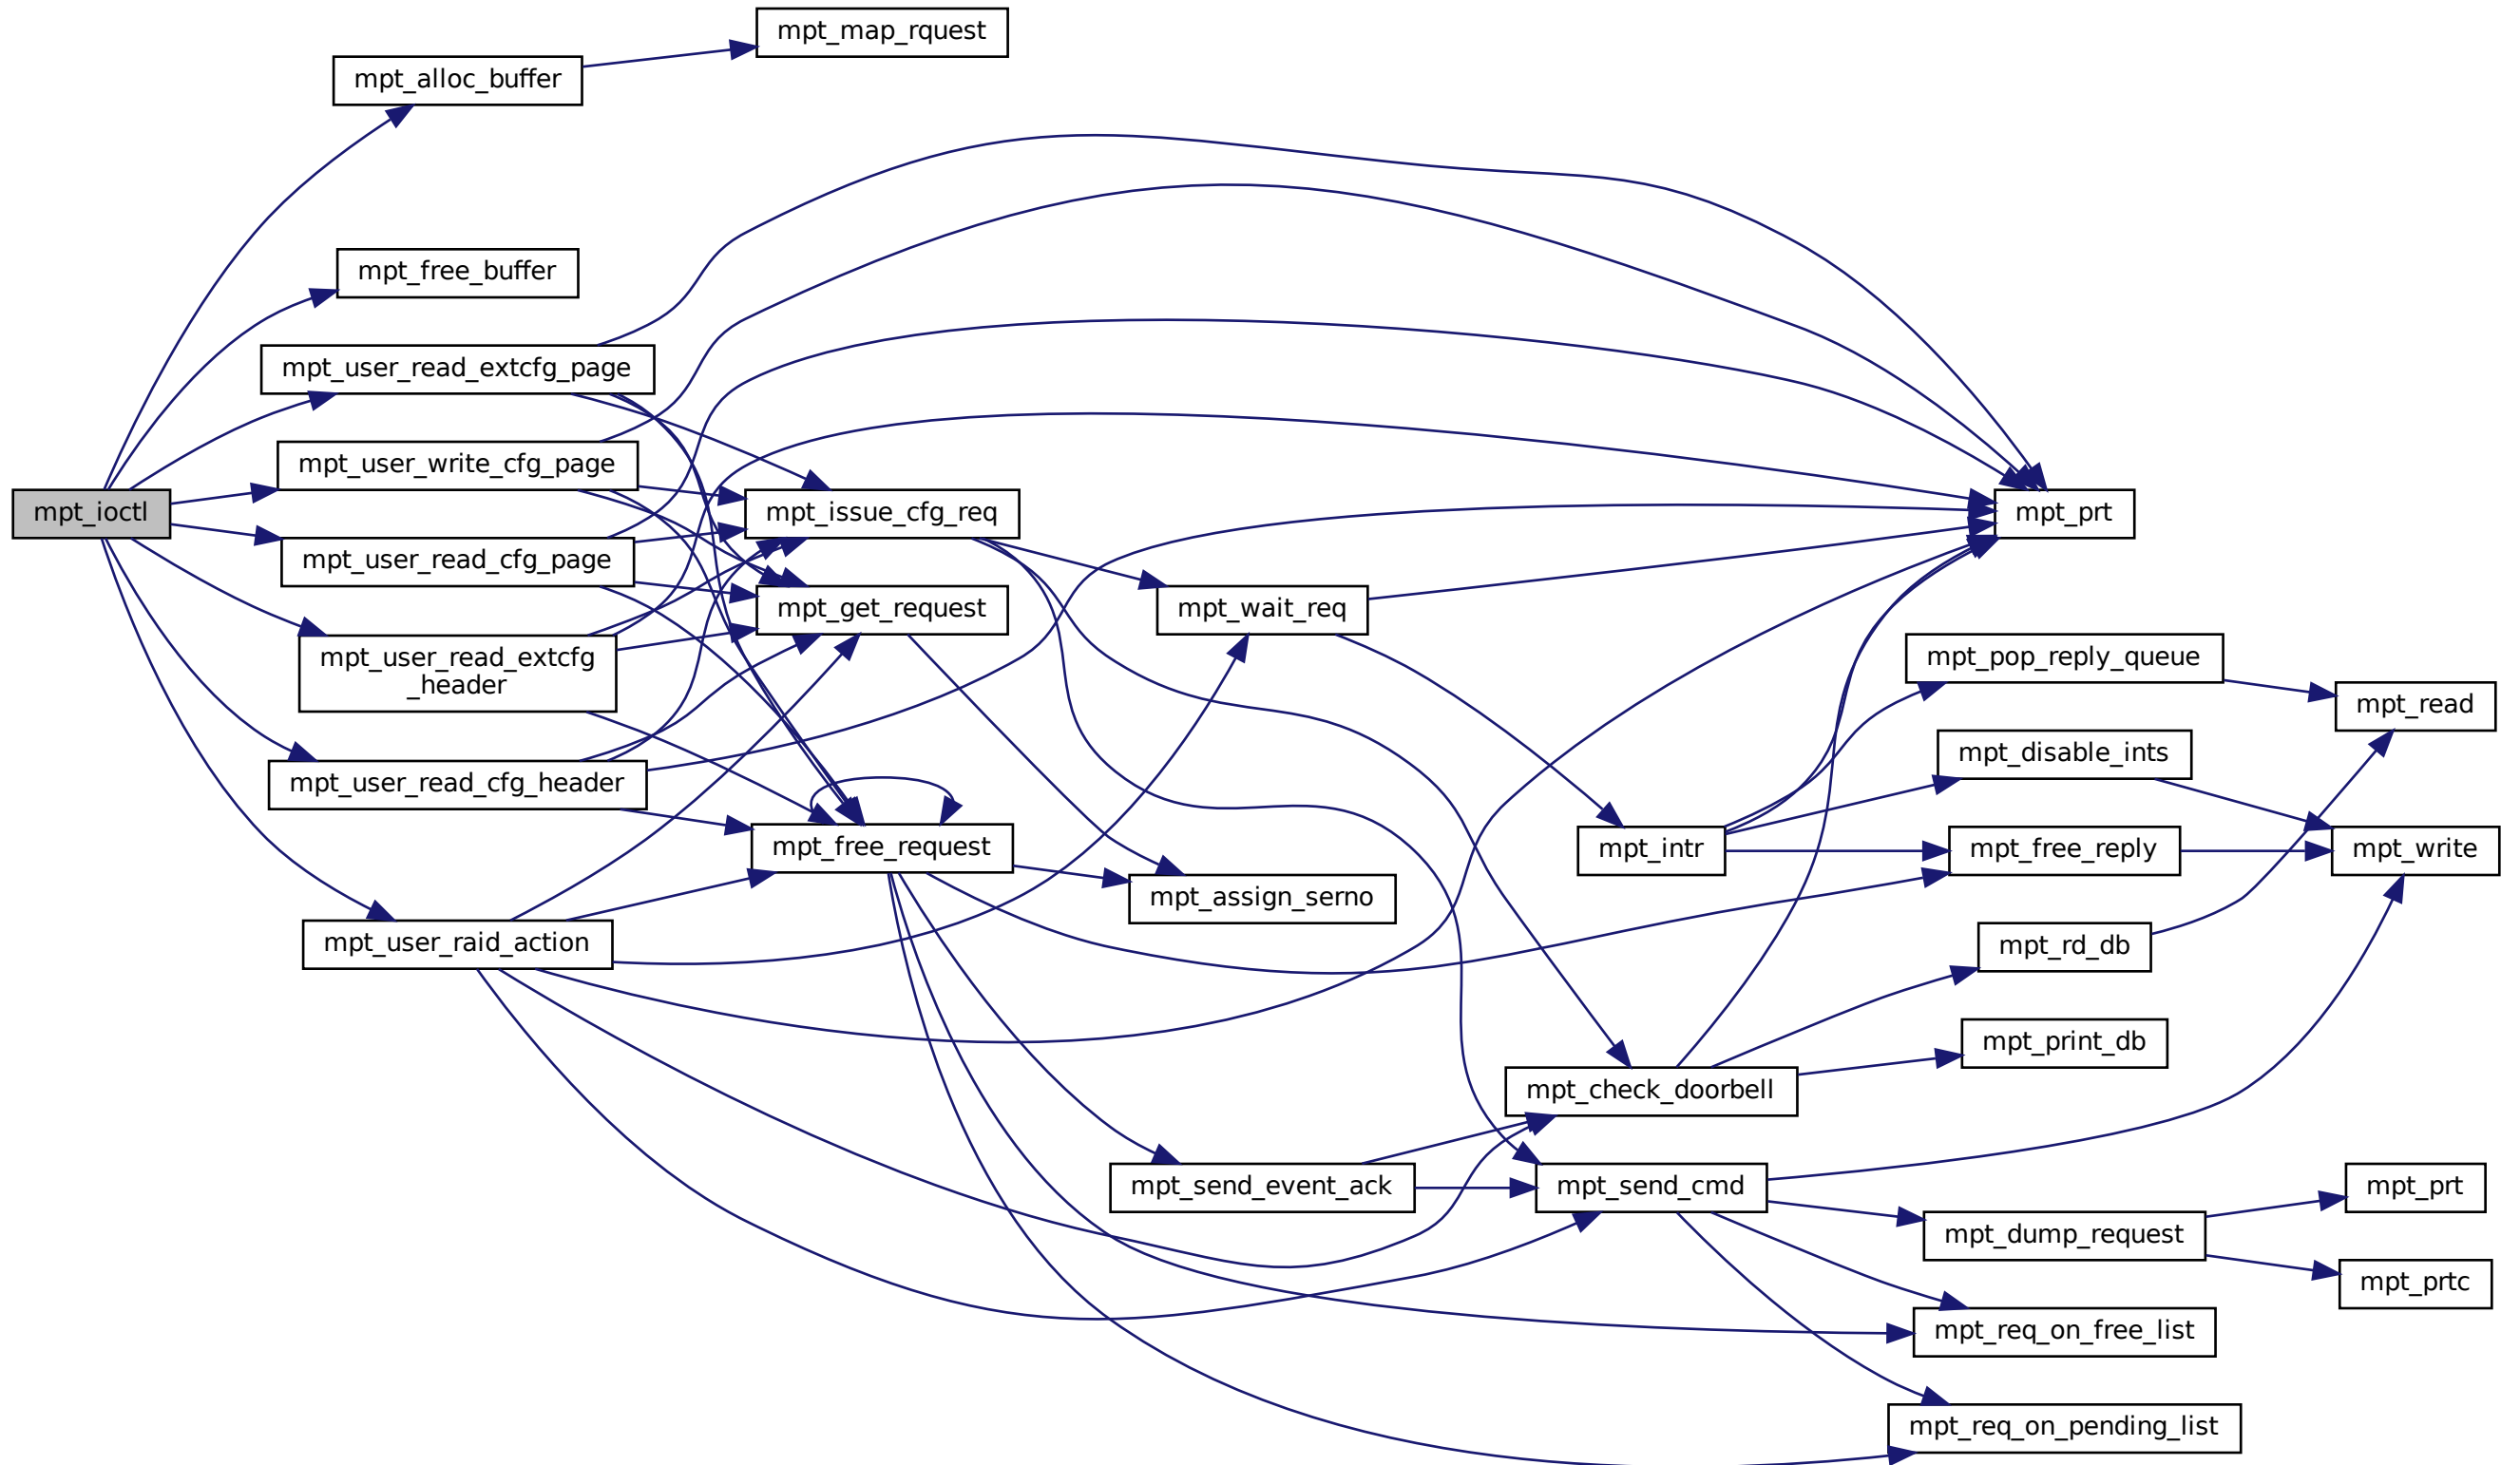 mpt_map_rquest
mpt_alloc_buffer
mpt_free_buffer
mpt_user_read_extcfg_page
mpt_user_write_cfg_page
mpt_ioctl
mpt_issue_cfg_req
mpt_prt
mpt_user_read_cfg_page
mpt_get_request
mpt_wait_req
mpt_user_read_extcfg
_header
mpt_pop_reply_queue
mpt_read
mpt_disable_ints
mpt_user_read_cfg_header
mpt_free_request
mpt_intr
mpt_free_reply
mpt_write
mpt_assign_serno
mpt_user_raid_action
mpt_rd_db
mpt_print_db
mpt_check_doorbell
mpt_send_event_ack
mpt_send_cmd
mpt_prt
mpt_dump_request
mpt_prtc
mpt_req_on_free_list
mpt_req_on_pending_list